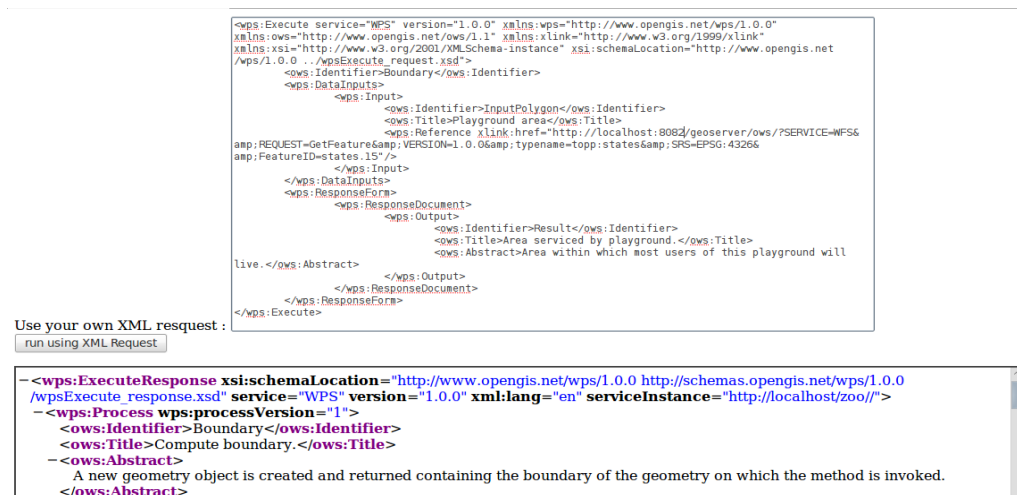 <wps:Execute service="WPS" version="1.0.0" xmlns:wps="http://www.opengis.net/wps/1.0.0"
xmlns:ows="http://www.opengis.net/ows/1.1" xmlns:xlink="http://www.w3.org/1999/xlink"
xmlns:xsi="http://www.w3.org/2001/XMLSchema-instance" xsi:schemaLocation="http://www.opengis.net
/wps/1.0.0 ../wpsExecute_request.xsd">
<ows:Identifier>Boundary</ows:Identifier>
<wps:DataInputs>
<wps:Input>
<ows:Identifier>InputPolygon</ows:Identifier>
<ows:Title>Playground area</ows:Title>
<wps:Reference xlink:href="http://localhost:8082/geoserver/ows/?SERVICE=WFS&
amp;REQUEST=GetFeature&amp;VERSION=1.0.0&amp;typename=topp:states&amp;SRS=EPSG:4326&
amp;FeatureID=states.15"/>
</wps:Input>
</wps:DataInputs>
<wps:ResponseForm>
<wps:ResponseDocument>
<wps:Output>
<ows:Identifier>Result</ows:Identifier>
<ows:Title>Area serviced by playground.</ows:Title>
<ows:Abstract>Area within which most users of this playground will
live.</ows:Abstract>
</wps:Output>
</wps:ResponseDocument>
</wps:ResponseForm>
</wps:Execute>
Use your own XML resquest :
run using XML Request
−<wps:ExecuteResponse xsi:schemaLocation="http://www.opengis.net/wps/1.0.0 http://schemas.opengis.net/wps/1.0.0
/wpsExecute_response.xsd" service="WPS" version="1.0.0" xml:lang="en" serviceInstance="http://localhost/zoo//">
−<wps:Process wps:processVersion="1">
<ows:Identifier>Boundary</ows:Identifier>
<ows:Title>Compute boundary.</ows:Title>
−<ows:Abstract>
A new geometry object is created and returned containing the boundary of the geometry on which the method is invoked.
</ows:Abstract>